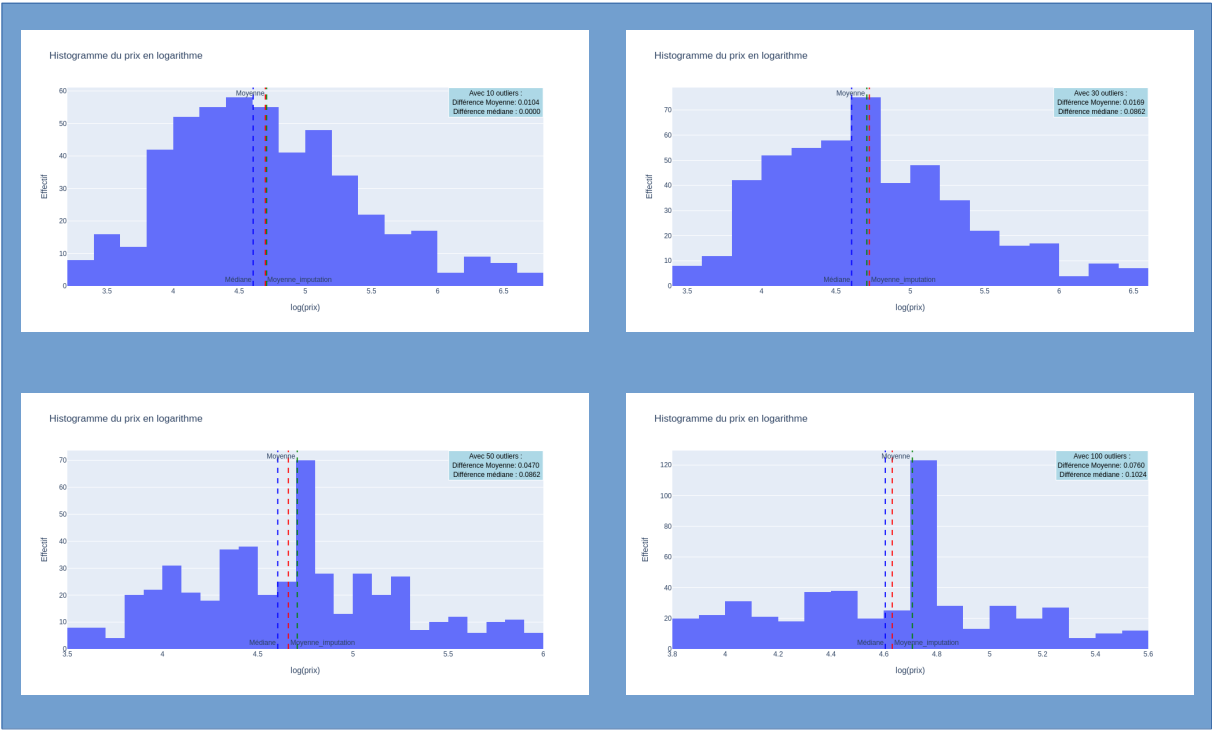 Histogramme du prix en logarithme
60
50
40
30
20
10
0
Effectif
Moyenne
Avec 10 outliers :
Différence Moyenne: 0.0104
Différence médiane : 0.0000
Médiane
Moyenne_imputation
3.5
4
4.5
5
5.5
6
6.5
log(prix)
Histogramme du prix en logarithme
70
60
50
40
30
20
10
0
Effectif
Moyenne
Avec 30 outliers :
Différence Moyenne: 0.0169
Différence médiane : 0.0862
Médiane
Moyenne_imputation
3.5
4
4.5
5
5.5
6
6.5
log(prix)
Histogramme du prix en logarithme
70
60
50
40
30
20
10
0
Effectif
Moyenne
Avec 50 outliers :
Différence Moyenne: 0.0470
Différence médiane : 0.0862
Médiane
Moyenne_imputation
3.5
4
4.5
5
5.5
6
log(prix)
Histogramme du prix en logarithme
120
100
80
60
40
20
0
Effectif
Moyenne
Avec 100 outliers :
Différence Moyenne: 0.0760
Différence médiane : 0.1024
Médiane
Moyenne_imputation
3.8
4
4.2
4.4
4.6
4.8
5
5.2
5.4
5.6
log(prix)